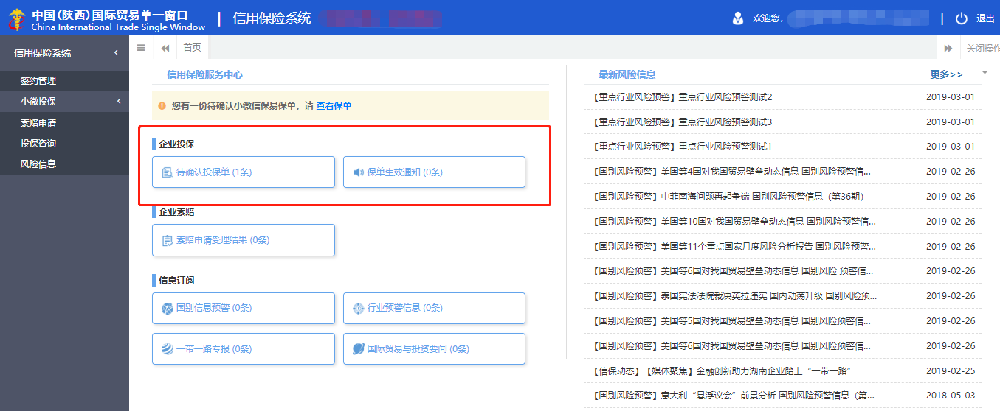 中国(陕西)国际贸易单一窗口
China International Trade Single Window
信用保险系统
欢迎您,
退出
信用保险系统
签约管理
小微投保
索赔申请
投保咨询
风险信息
首页
关闭操作
信用保险服务中心
您有一份待确认小微信保易保单，请 查看保单
企业投保
待确认投保单 (1条)
保单生效通知 (0条)
企业索赔
索赔申请受理结果 (0条)
信息订阅
国别信息预警 (0条)
行业预警信息 (0条)
一带一路专报 (0条)
国际贸易与投资要闻 (0条)
最新风险信息
更多>>
【重点行业风险预警】重点行业风险预警测试2 2019-03-01
【重点行业风险预警】重点行业风险预警测试3 2019-03-01
【重点行业风险预警】重点行业风险预警测试1 2019-03-01
【国别风险预警】美国等4国对我国贸易壁垒动态信息 国别风险预警信... 2019-02-26
【国别风险预警】中菲南海问题再起争端 国别风险预警信息（第36期） 2019-02-26
【国别风险预警】美国等10国对我国贸易壁垒动态信息 国别风险预警信... 2019-02-26
【国别风险预警】美国等11个重点国家月度风险分析报告 国别风险预警... 2019-02-26
【国别风险预警】美国等6国对我国贸易壁垒动态信息 国别风险 预警信... 2019-02-26
【国别风险预警】泰国宪法法院裁决英拉违宪 国内动荡升级 国别风险预... 2019-02-26
【国别风险预警】美国等5国对我国贸易壁垒动态信息 国别风险预警信... 2019-02-26
【国别风险预警】美国等6国对我国贸易壁垒动态信息 国别风险预警信... 2019-02-26
【信保动态】【媒体聚焦】金融创新助力湖南企业踏上“一带一路” 2019-02-25
【国别风险预警】意大利“悬浮议会”前景分析 国别风险预警信息（第... 2018-05-03